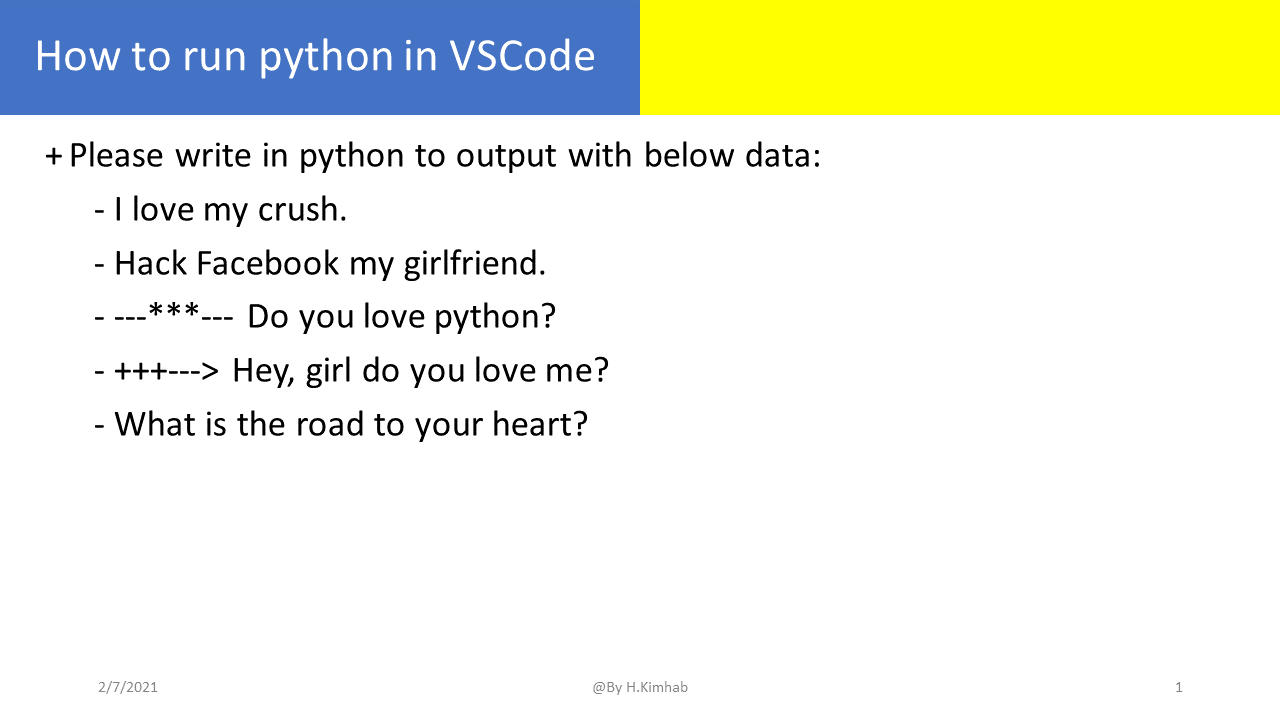 How to run python in VSCode
+ Please write in python to output with below data:
- I love my crush.
- Hack Facebook my girlfriend.
- ---***--- Do you love python?
- +++---> Hey, girl do you love me?
- What is the road to your heart?
2/7/2021
@By H.Kimhab
1